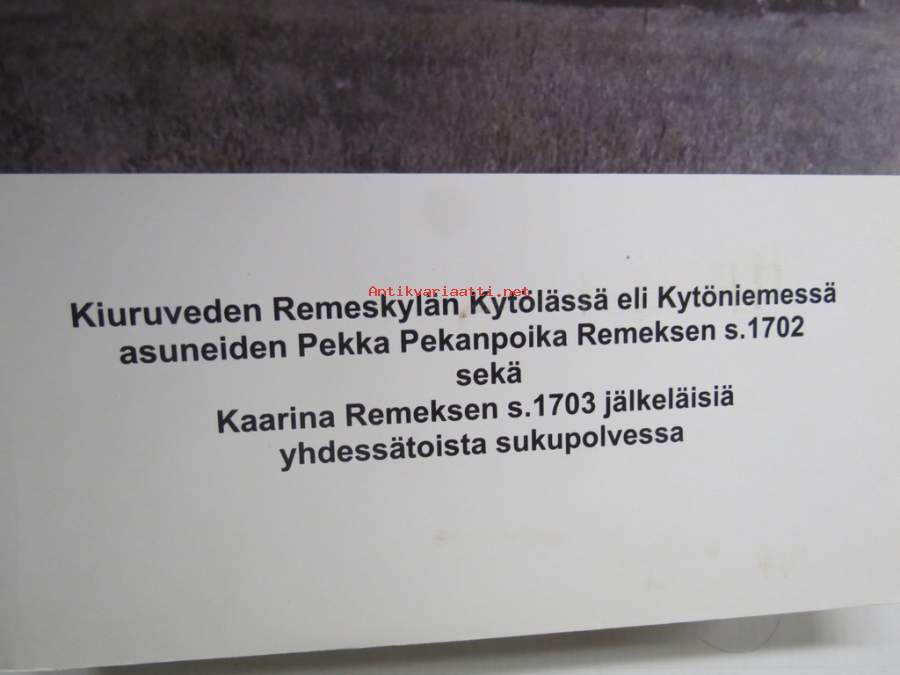 Antikvariaatti.net
Kiuruveden Remeskylän Kytölässä eli Kytöniemessä
asuneiden Pekka Pekanpoika Remeksen s.1702
sekä
Kaarina Remeksen s.1703 jälkeläisiä
yhdessätoista sukupolvessa